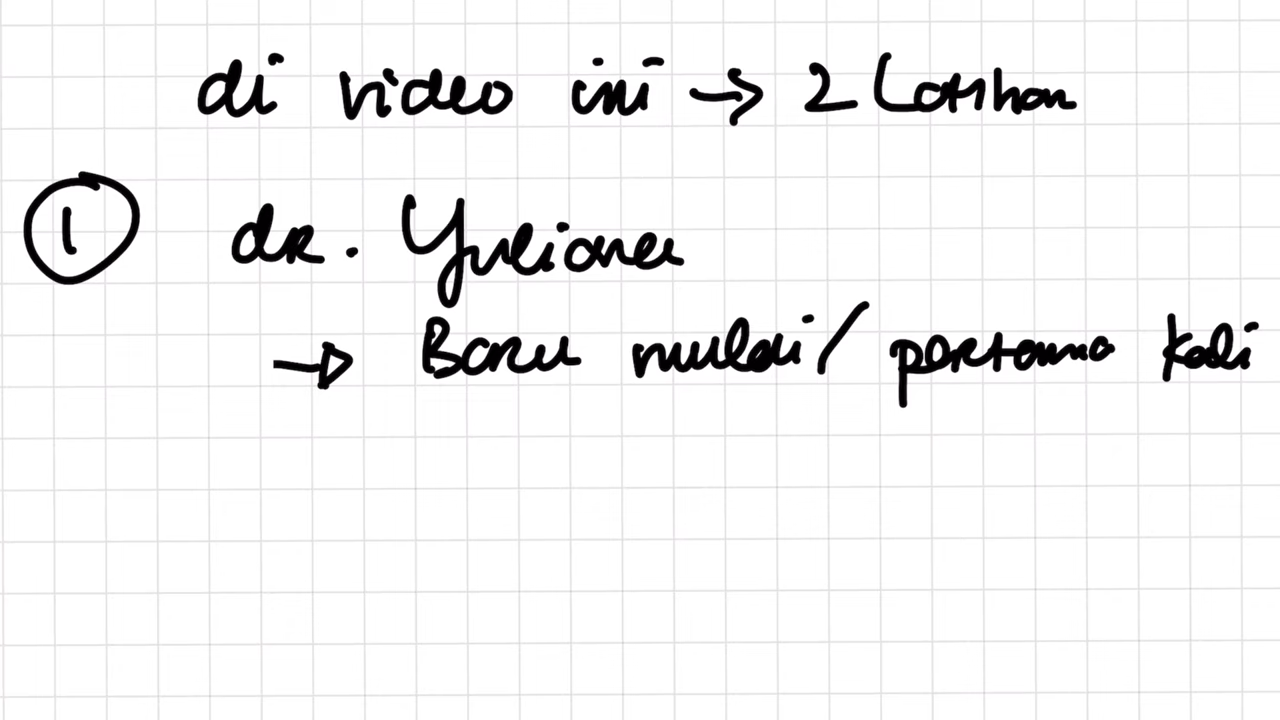 di video ini → 2 Latihan
① dr. Yuliana
→ Baru mulai / pertama kali